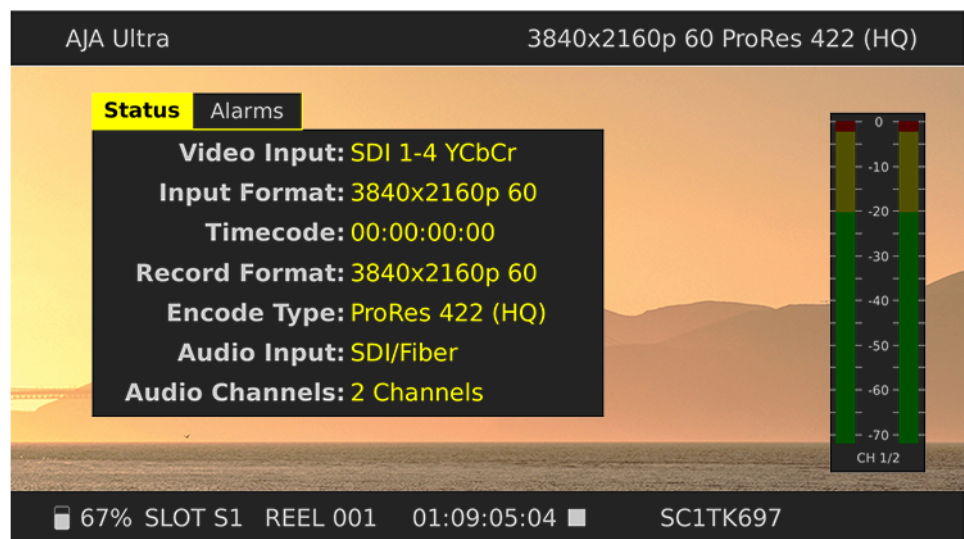 AJA Ultra 3840x2160p 60 ProRes 422 (HQ)
Status Alarms
Video Input: SDI 1-4 YCbCr
Input Format: 3840x2160p 60
Timecode: 00:00:00:00
Record Format: 3840x2160p 60
Encode Type: ProRes 422 (HQ)
Audio Input: SDI/Fiber
Audio Channels: 2 Channels
0
-10
-20
-30
-40
-50
-60
-70
CH 1/2
67% SLOT S1 REEL 001 01:09:05:04 SC1TK697